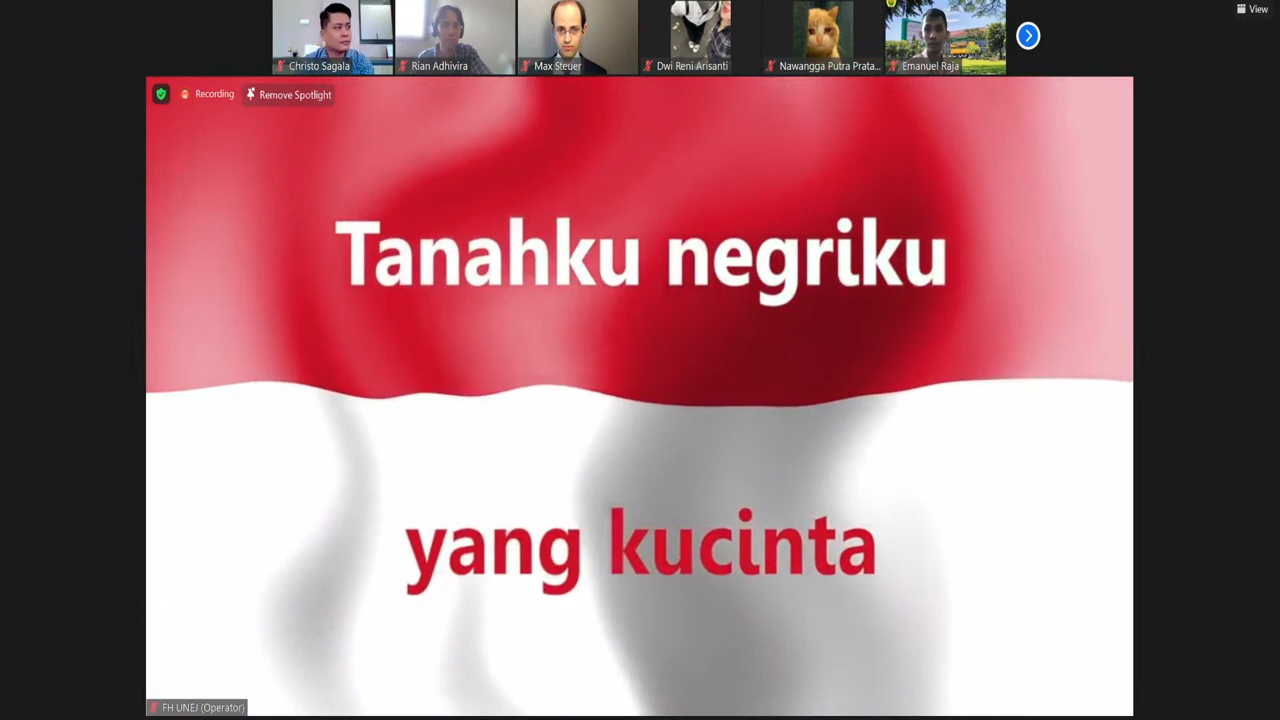 View
Christo Sagala
Rian Adhivira
Max Steuer
Dwi Reni Arisanti
Nawangga Putra Prata...
Emanuel Raja
Recording
Remove Spotlight
Tanahku negriku
yang kucinta
FH UNEJ (Operator)